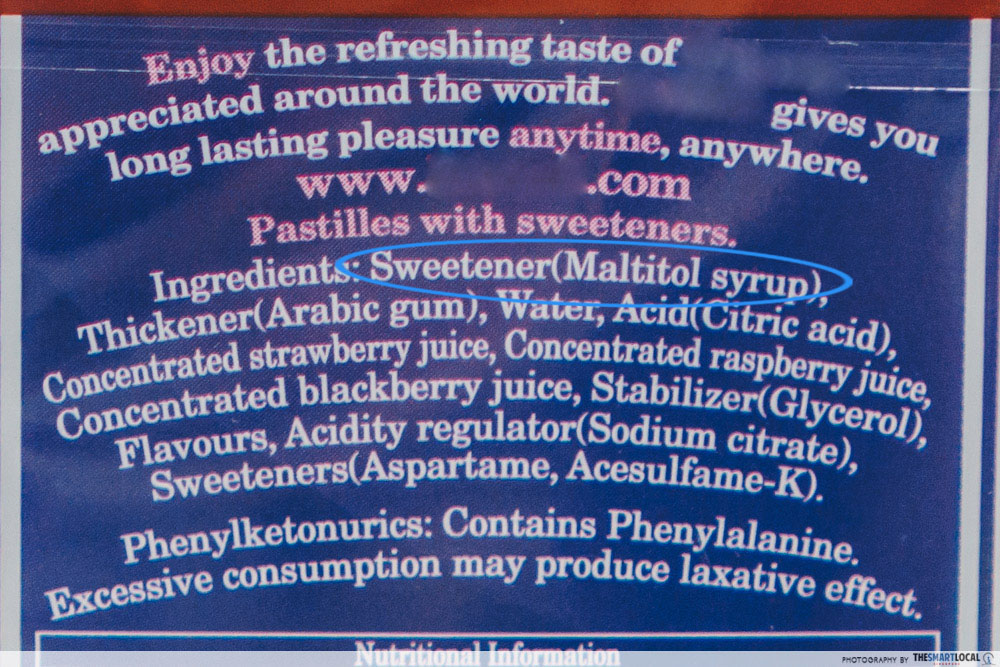 Enjoy the refreshing taste of
appreciated around the world. gives you
long lasting pleasure anytime, anywhere.
www. .com
Pastilles with sweeteners.
Ingredients: Sweetener(Maltitol syrup),
Thickener(Arabic gum), Water, Acid(Citric acid),
Concentrated strawberry juice, Concentrated raspberry juice,
Concentrated blackberry juice, Stabilizer(Glycerol),
Flavours, Acidity regulator(Sodium citrate),
Sweeteners(Aspartame, Acesulfame-K).
Phenylketonurics: Contains Phenylalanine.
Excessive consumption may produce laxative effect.
Nutritional Information
PHOTOGRAPHY BY THESMARTLOCAL